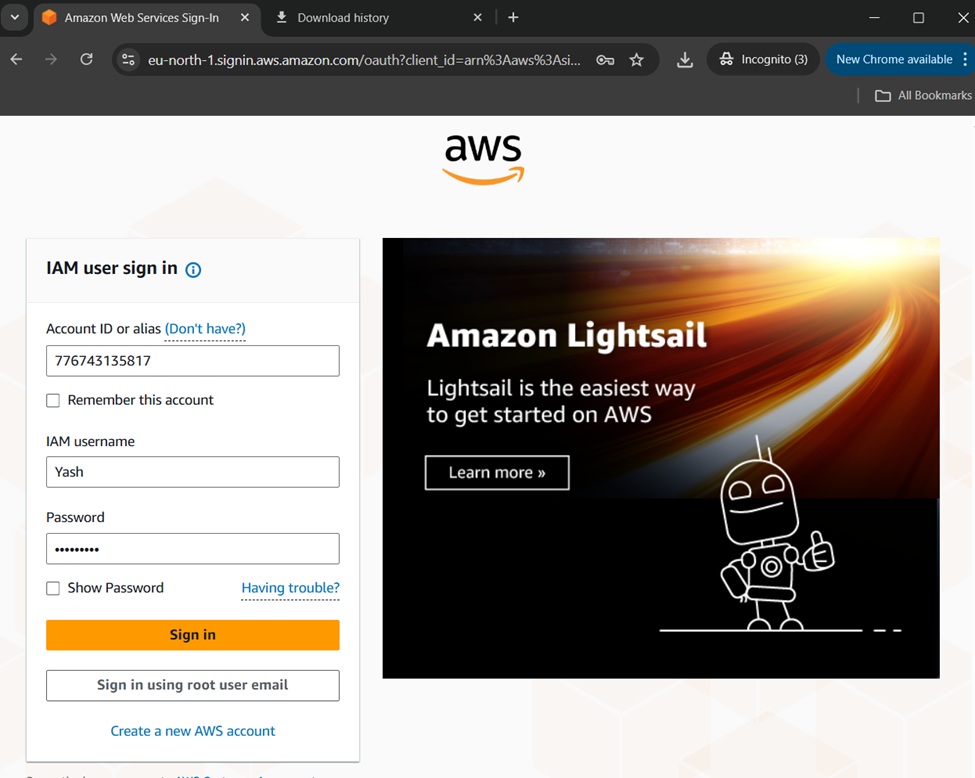 Amazon Web Services Sign-In
Download history
eu-north-1.signin.aws.amazon.com/oauth?client_id=arn%3Aaws%3Asi...
Incognito (3)
New Chrome available
All Bookmarks
aws
IAM user sign in
Account ID or alias (Don't have?)
776743135817
Remember this account
IAM username
Yash
Password
•••••••••
Show Password
Having trouble?
Sign in
Sign in using root user email
Create a new AWS account
Amazon Lightsail
Lightsail is the easiest way
to get started on AWS
Learn more »